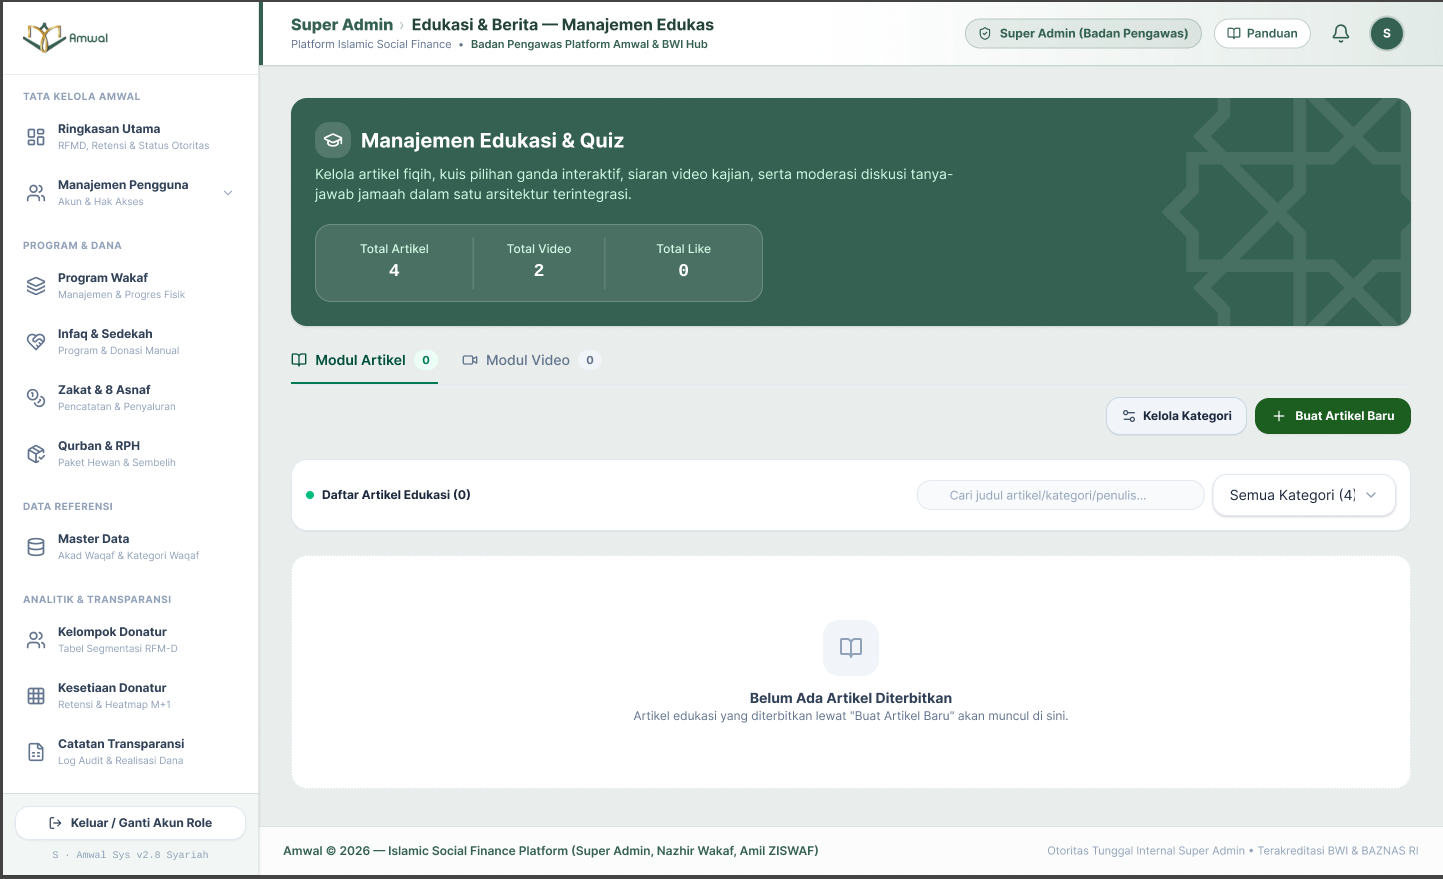 Amwal
TATA KELOLA AMWAL
Ringkasan Utama
RFMD, Retensi & Status Otoritas
Manajemen Pengguna
Akun & Hak Akses
PROGRAM & DANA
Program Wakaf
Manajemen & Progres Fisik
Infaq & Sedekah
Program & Donasi Manual
Zakat & 8 Asnaf
Pencatatan & Penyaluran
Qurban & RPH
Paket Hewan & Sembelih
DATA REFERENSI
Master Data
Akad Waqaf & Kategori Waqaf
ANALITIK & TRANSPARANSI
Kelompok Donatur
Tabel Segmentasi RFM-D
Kesetiaan Donatur
Retensi & Heatmap M+1
Catatan Transparansi
Log Audit & Realisasi Dana
Keluar / Ganti Akun Role
S · Amwal Sys v2.8 Syariah
Super Admin › Edukasi & Berita — Manajemen Edukas
Platform Islamic Social Finance • Badan Pengawas Platform Amwal & BWI Hub
Super Admin (Badan Pengawas)
Panduan
S
Manajemen Edukasi & Quiz
Kelola artikel fiqih, kuis pilihan ganda interaktif, siaran video kajian, serta moderasi diskusi tanya-
jawab jamaah dalam satu arsitektur terintegrasi.
Total Artikel
4
Total Video
2
Total Like
0
Modul Artikel 0
Modul Video 0
Kelola Kategori
Buat Artikel Baru
Daftar Artikel Edukasi (0)
Cari judul artikel/kategori/penulis...
Semua Kategori (4)
Belum Ada Artikel Diterbitkan
Artikel edukasi yang diterbitkan lewat "Buat Artikel Baru" akan muncul di sini.
Amwal © 2026 — Islamic Social Finance Platform (Super Admin, Nazhir Wakaf, Amil ZISWAF)
Otoritas Tunggal Internal Super Admin • Terakreditasi BWI & BAZNAS RI